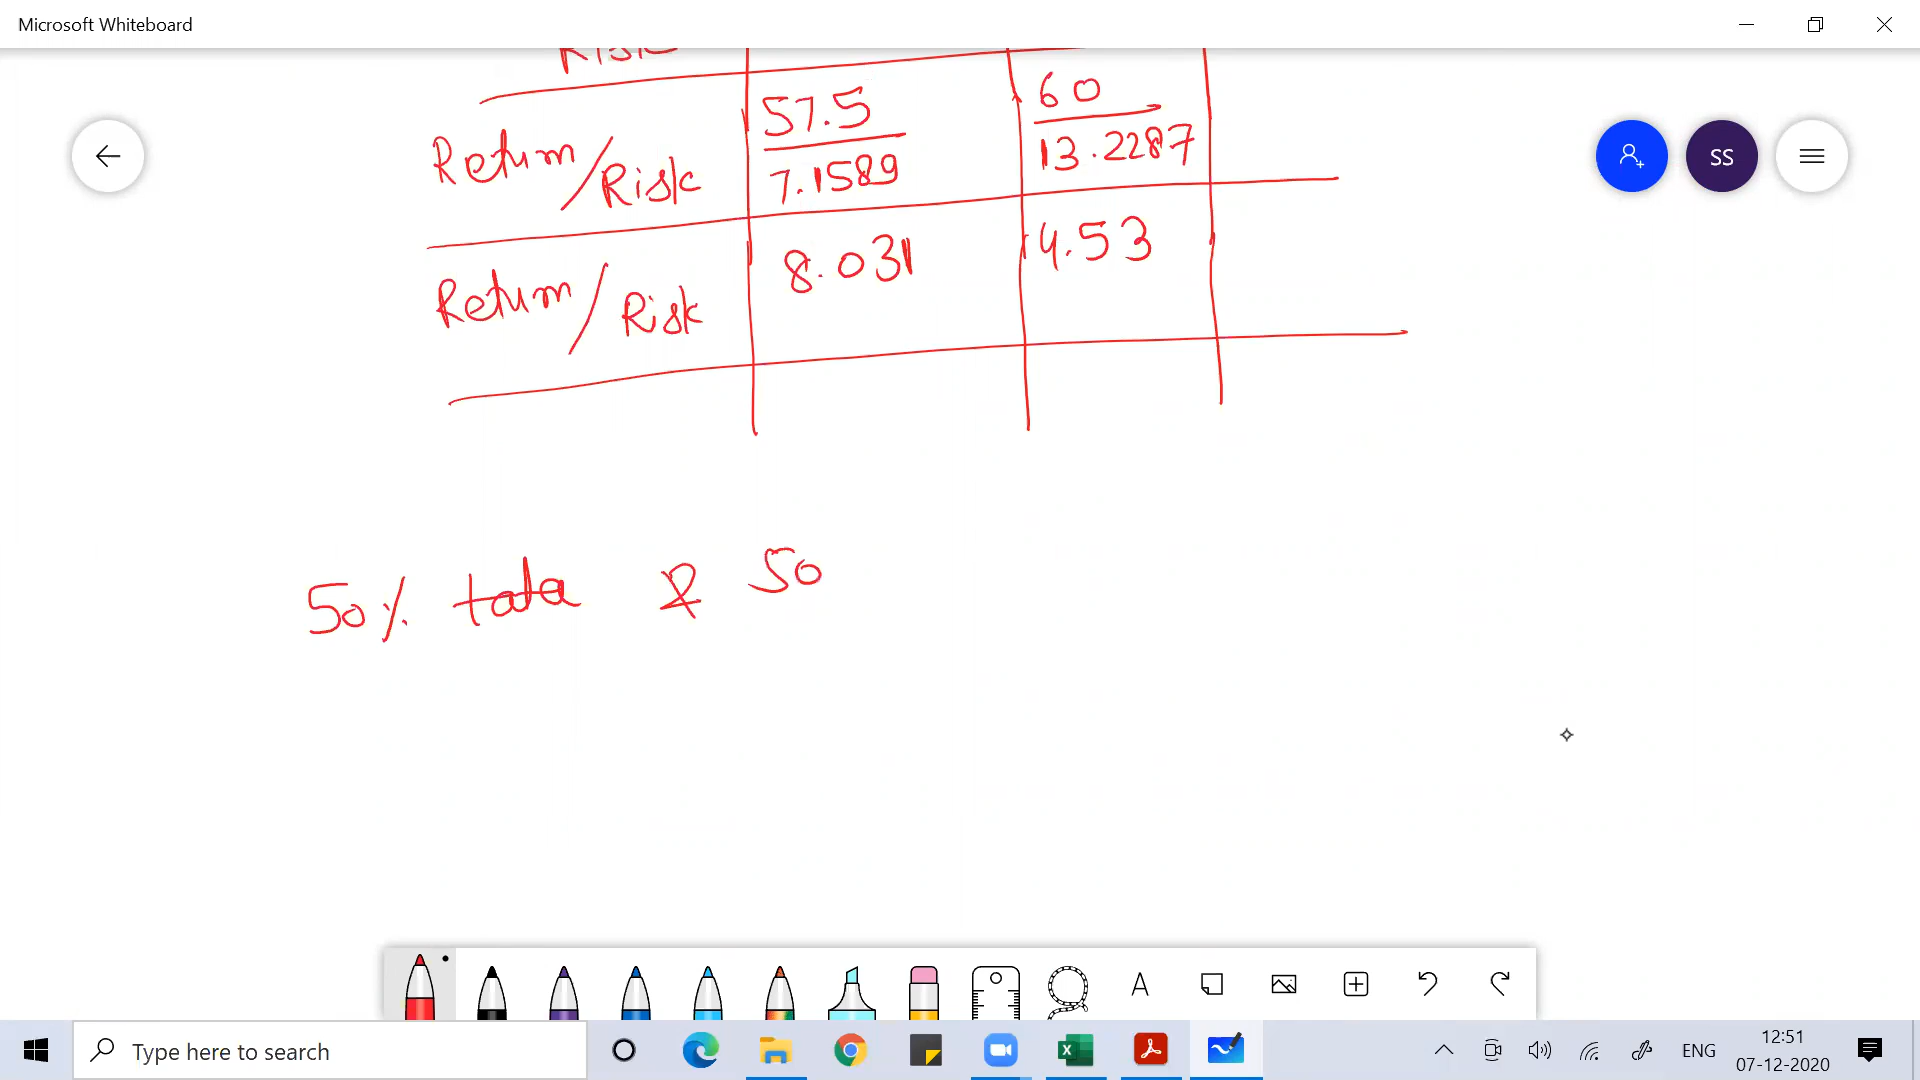 Microsoft Whiteboard
Risk
Return/Risk 57.5/7.1589 60/13.2287
Return/Risk 8.031 4.53
50% tata & 50
SS
A
Type here to search
ENG
12:51
07-12-2020